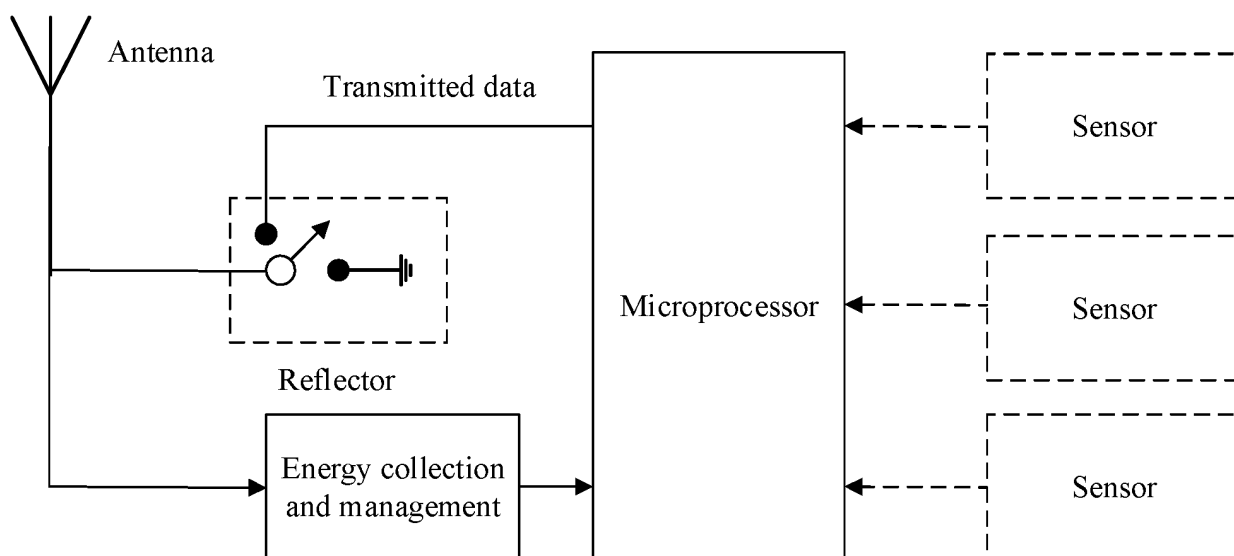 Antenna
Transmitted data
Sensor
Microprocessor
Sensor
Reflector
Energy collection
and management
Sensor